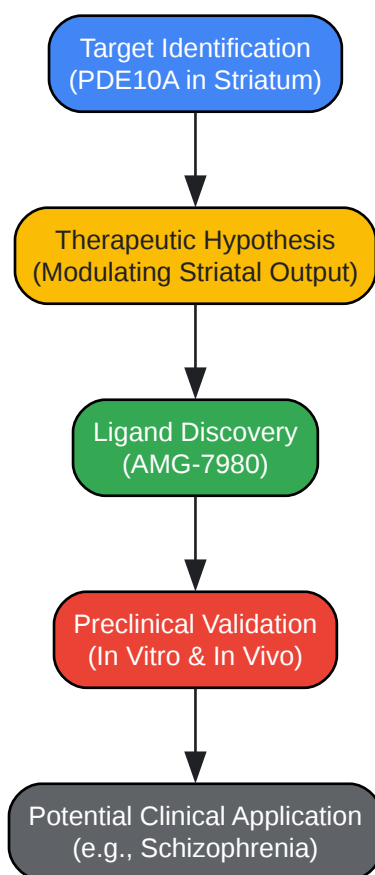 Target Identification
(PDE10A in Striatum)
Therapeutic Hypothesis
(Modulating Striatal Output)
Ligand Discovery
(AMG-7980)
Preclinical Validation
(In Vitro & In Vivo)
Potential Clinical Application
(e.g., Schizophrenia)